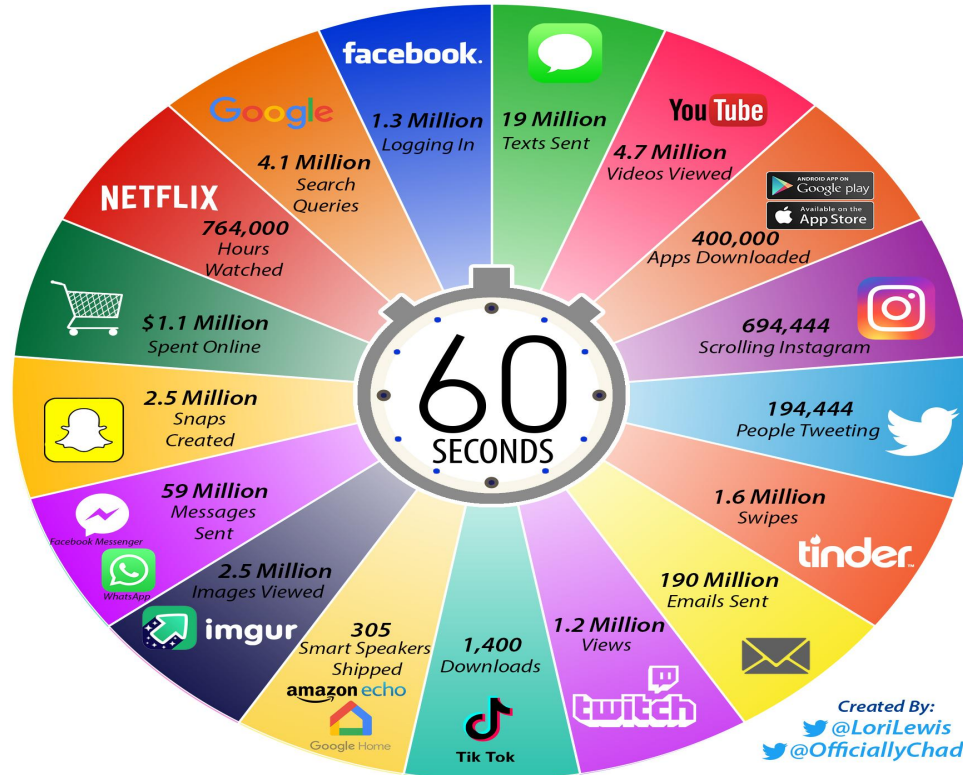 facebook.
1.3 Million
Logging In
19 Million
Texts Sent
YouTube
4.7 Million
Videos Viewed
ANDROID APP ON
Google play
Available on the
App Store
400,000
Apps Downloaded
694,444
Scrolling Instagram
194,444
People Tweeting
1.6 Million
Swipes
tinder
190 Million
Emails Sent
1.2 Million
Views
twitch
1,400
Downloads
Tik Tok
305
Smart Speakers
Shipped
amazon echo
Google Home
2.5 Million
Images Viewed
imgur
59 Million
Messages
Sent
Facebook Messenger
WhatsApp
2.5 Million
Snaps
Created
$1.1 Million
Spent Online
NETFLIX
764,000
Hours
Watched
Google
4.1 Million
Search
Queries
60
SECONDS
Created By:
@LoriLewis
@OfficiallyChad